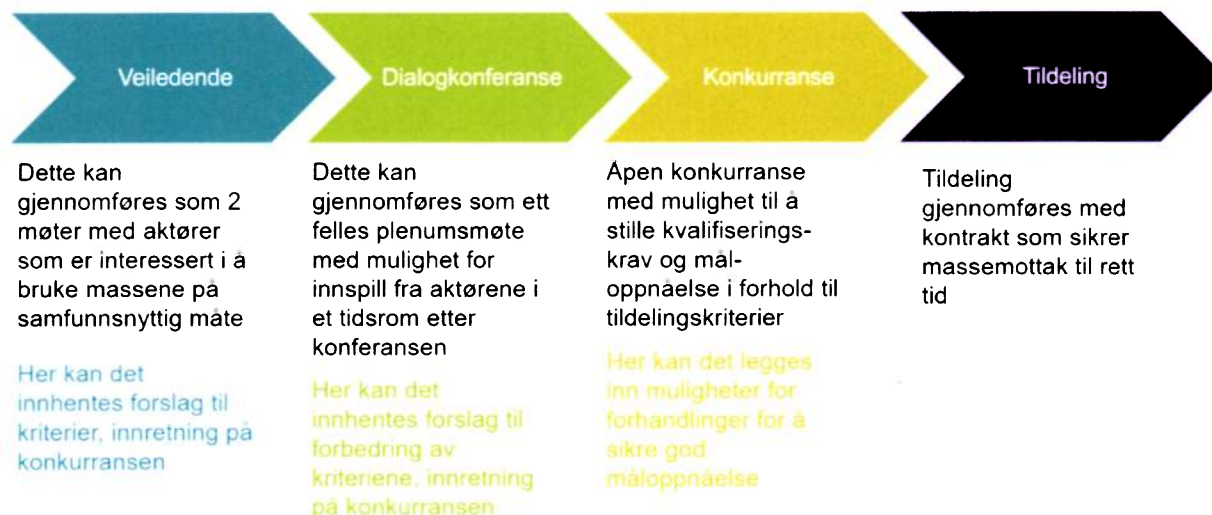 Veiledende
Dialogkonferanse
Konkurranse
Tildeling
Dette kan
gjennomføres som 2
møter med aktører
som er interessert i å
bruke massene på
samfunnsnyttig måte
Her kan det
innhentes forslag til
kriterier, innretning på
konkurransen
Dette kan
gjennomføres som ett
felles plenumsmøte
med mulighet for
innspill fra aktørene i
et tidsrom etter
konferansen
Her kan det
innhentes forslag til
forbedring av
kriteriene, innretning
på konkurransen
Åpen konkurranse
med mulighet til å
stille kvalifiserings-
krav og mål-
oppnåelse i forhold til
tildelingskriterier
Her kan det legges
inn muligheter for
forhandlinger for å
sikre god
måloppnåelse
Tildeling
gjennomføres med
kontrakt som sikrer
massemottak til rett
tid